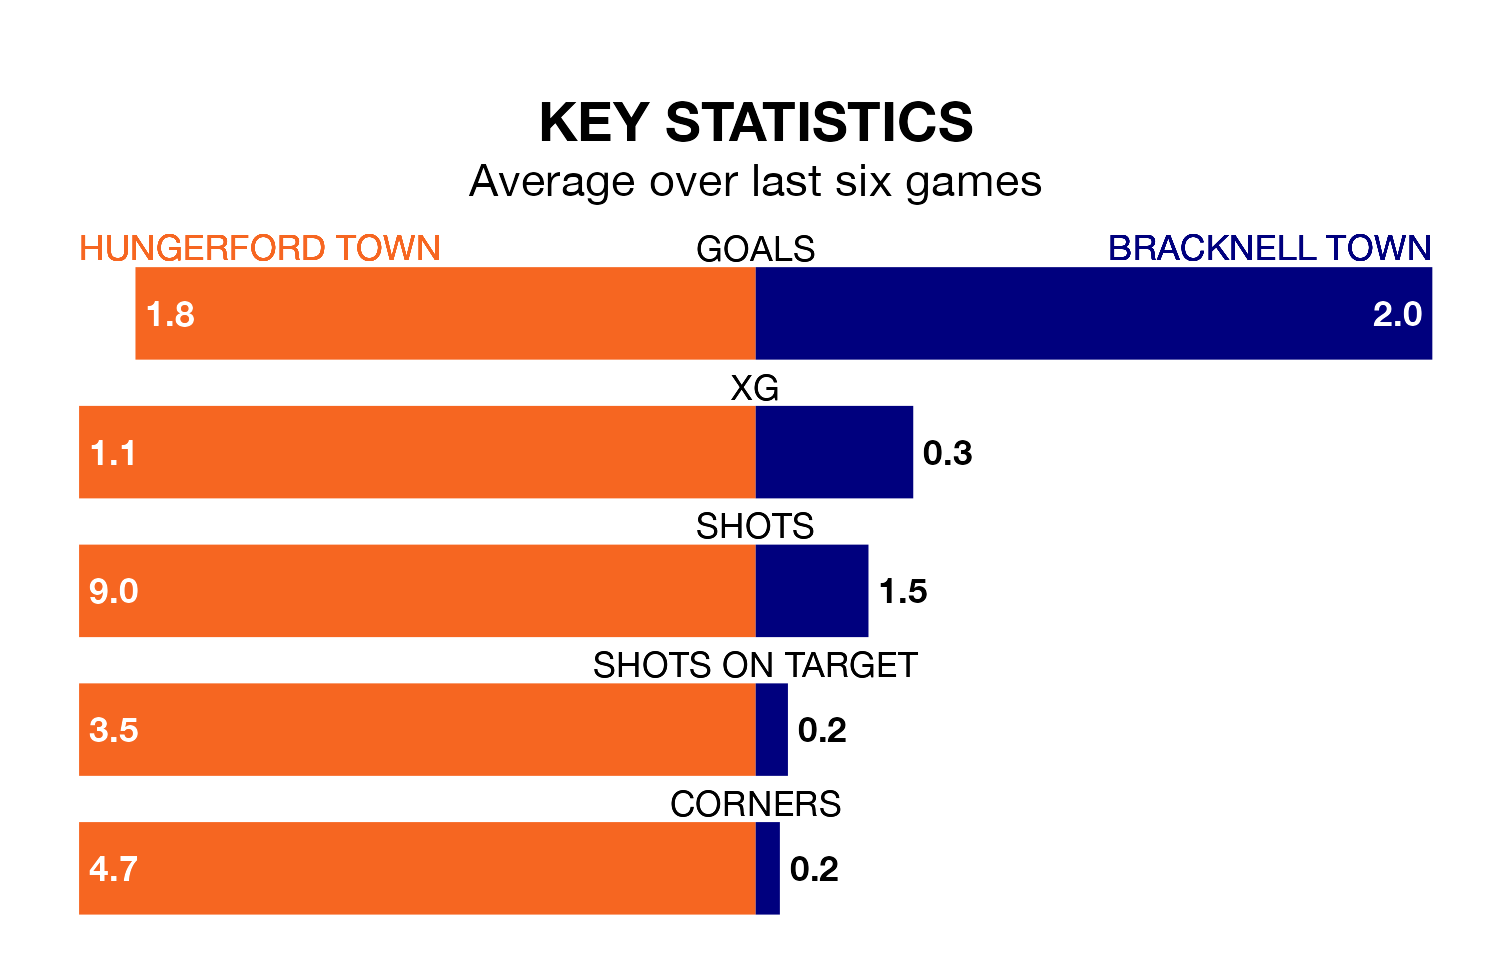 KEY STATISTICS
Average over last six games
HUNGERFORD TOWN GOALS BRACKNELL TOWN
1.8 2.0
XG
1.1 0.3
SHOTS
9.0 1.5
SHOTS ON TARGET
3.5 0.2
CORNERS
4.7 0.2